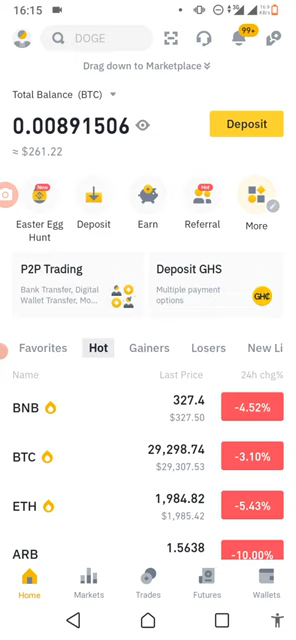 16:15
DOGE
99+
Drag down to Marketplace
Total Balance (BTC)
0.00891506
Deposit
≈ $261.22
New
Hot
Easter Egg Hunt
Deposit
Earn
Referral
More
P2P Trading
Bank Transfer, Digital
Wallet Transfer, Mo...
Deposit GHS
Multiple payment
options
GH¢
Favorites Hot Gainers Losers New Li
Name Last Price 24h chg%
BNB 327.4 -4.52%
$327.50
BTC 29,298.74 -3.10%
$29,307.53
ETH 1,984.82 -5.43%
$1,985.42
ARB 1.5638 -10.00%
Home Markets Trades Futures Wallets